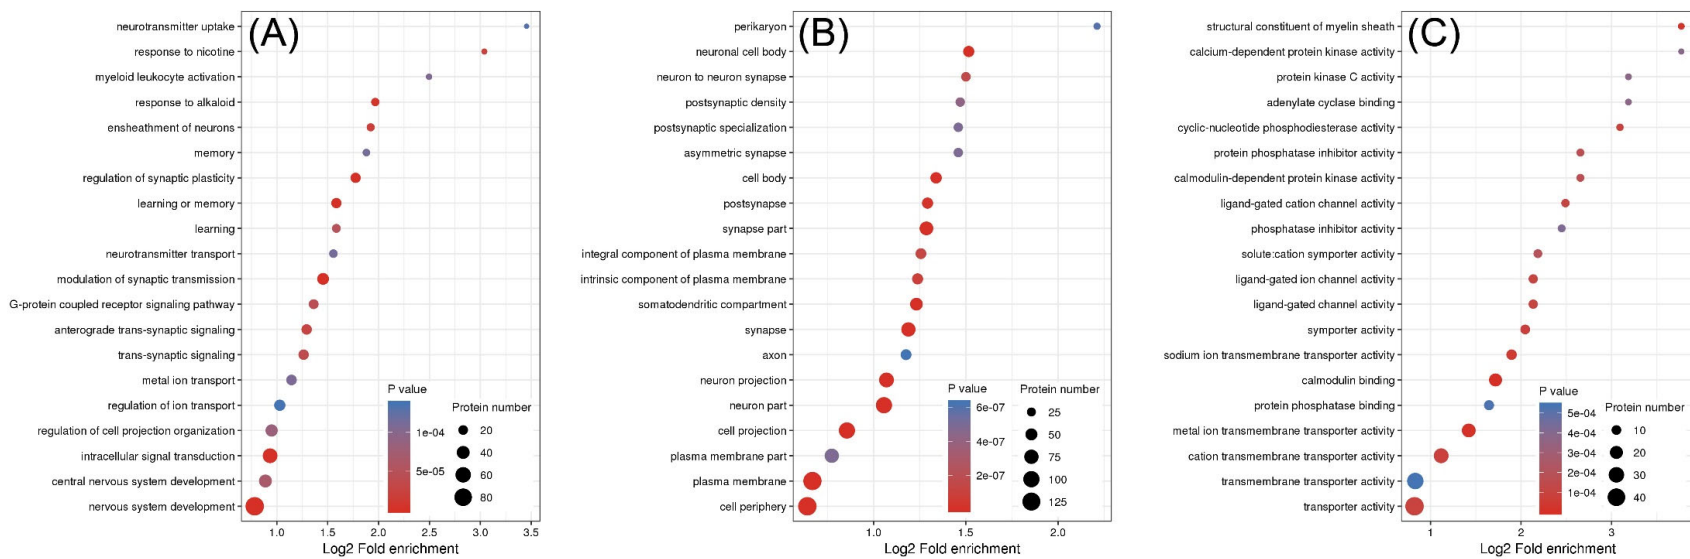 (A)
neurotransmitter uptake
response to nicotine
myeloid leukocyte activation
response to alkaloid
ensheathment of neurons
memory
regulation of synaptic plasticity
learning or memory
learning
neurotransmitter transport
modulation of synaptic transmission
G-protein coupled receptor signaling pathway
anterograde trans-synaptic signaling
trans-synaptic signaling
metal ion transport
regulation of ion transport
regulation of cell projection organization
intracellular signal transduction
central nervous system development
nervous system development
P value
1e-04
5e-05
Protein number
20
40
60
80
1.0 1.5 2.0 2.5 3.0 3.5
Log2 Fold enrichment
(B)
perikaryon
neuronal cell body
neuron to neuron synapse
postsynaptic density
postsynaptic specialization
asymmetric synapse
cell body
postsynapse
synapse part
integral component of plasma membrane
intrinsic component of plasma membrane
somatodendritic compartment
synapse
axon
neuron projection
neuron part
cell projection
plasma membrane part
plasma membrane
cell periphery
P value
6e-07
4e-07
2e-07
Protein number
25
50
75
100
125
1.0 1.5 2.0
Log2 Fold enrichment
(C)
structural constituent of myelin sheath
calcium-dependent protein kinase activity
protein kinase C activity
adenylate cyclase binding
cyclic-nucleotide phosphodiesterase activity
protein phosphatase inhibitor activity
calmodulin-dependent protein kinase activity
ligand-gated cation channel activity
phosphatase inhibitor activity
solute:cation symporter activity
ligand-gated ion channel activity
ligand-gated channel activity
symporter activity
sodium ion transmembrane transporter activity
calmodulin binding
protein phosphatase binding
metal ion transmembrane transporter activity
cation transmembrane transporter activity
transmembrane transporter activity
transporter activity
P value
5e-04
4e-04
3e-04
2e-04
1e-04
Protein number
10
20
30
40
1 2 3
Log2 Fold enrichment